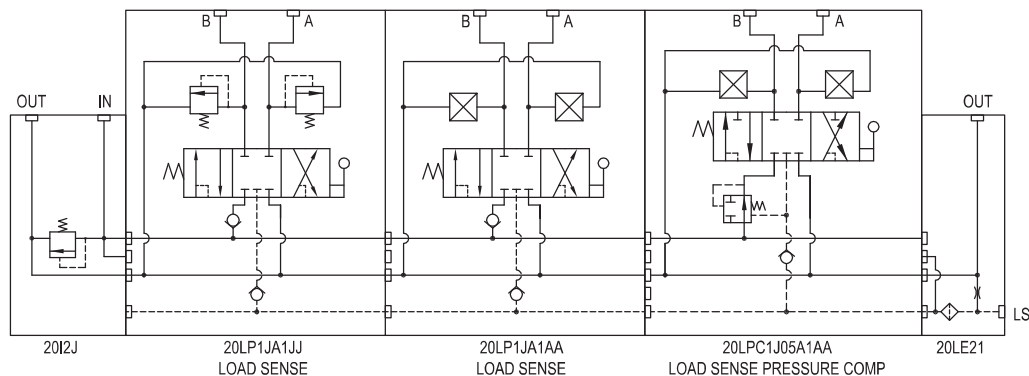 B A
B A
B A
OUT IN
OUT
LS
20I2J
20LP1JA1JJ
LOAD SENSE
20LP1JA1AA
LOAD SENSE
20LPC1J05A1AA
LOAD SENSE PRESSURE COMP
20LE21